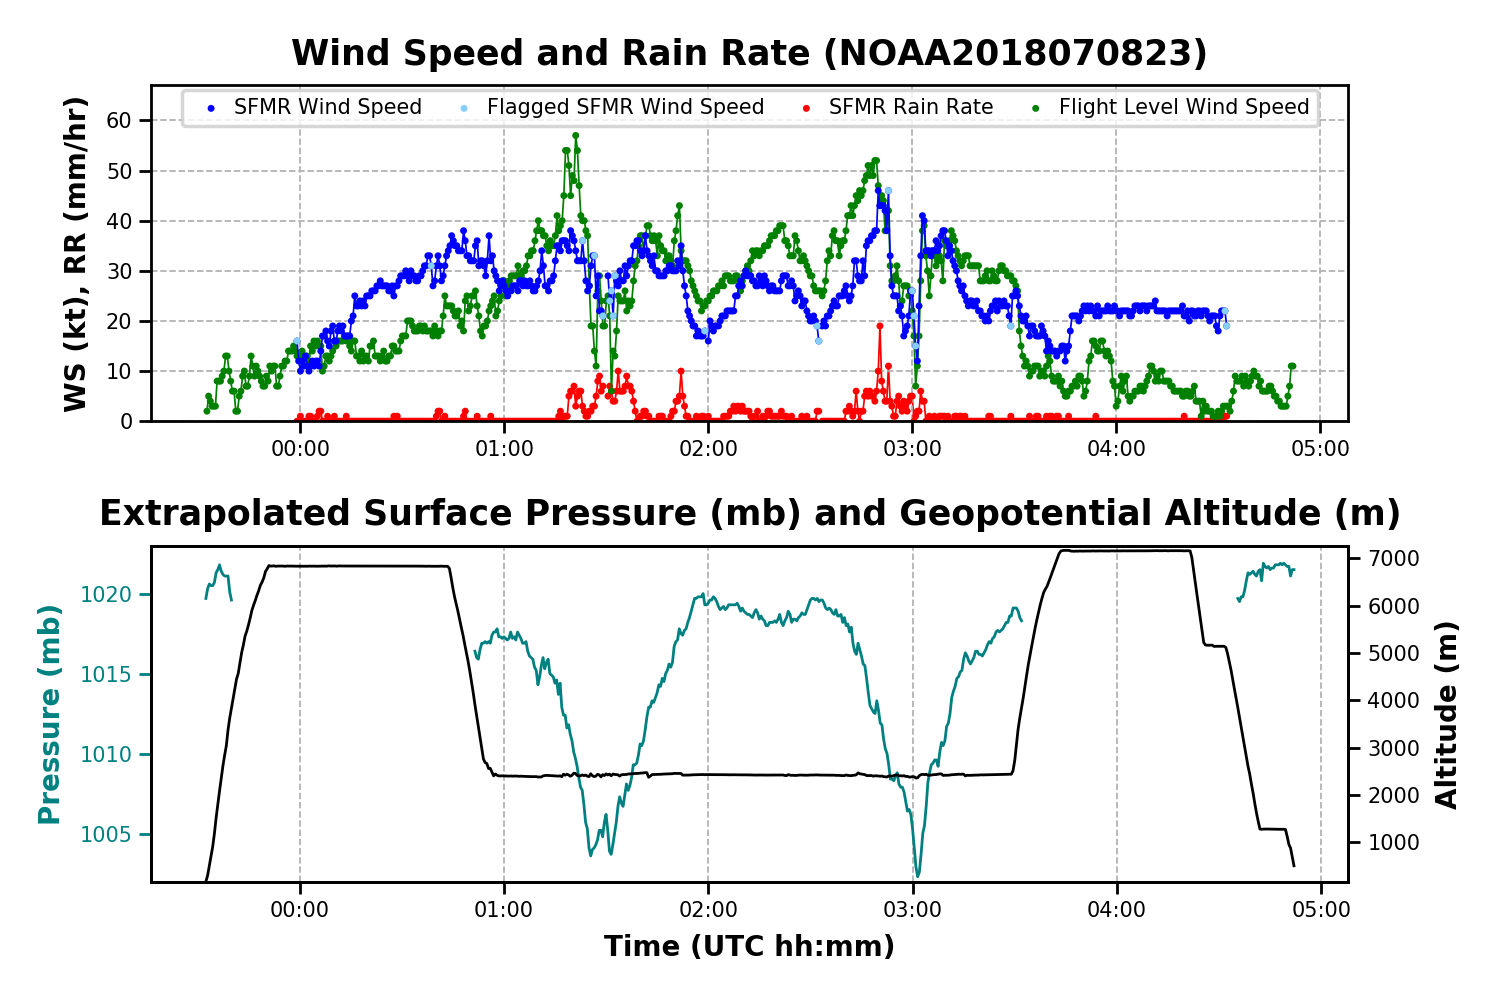 Wind Speed and Rain Rate (NOAA2018070823)
SFMR Wind Speed Flagged SFMR Wind Speed SFMR Rain Rate Flight Level Wind Speed
WS (kt), RR (mm/hr)
60
50
40
30
20
10
0
00:00 01:00 02:00 03:00 04:00 05:00
Extrapolated Surface Pressure (mb) and Geopotential Altitude (m)
Pressure (mb)
1020
1015
1010
1005
7000
6000
5000
4000
3000
2000
1000
Altitude (m)
00:00 01:00 02:00 03:00 04:00 05:00
Time (UTC hh:mm)